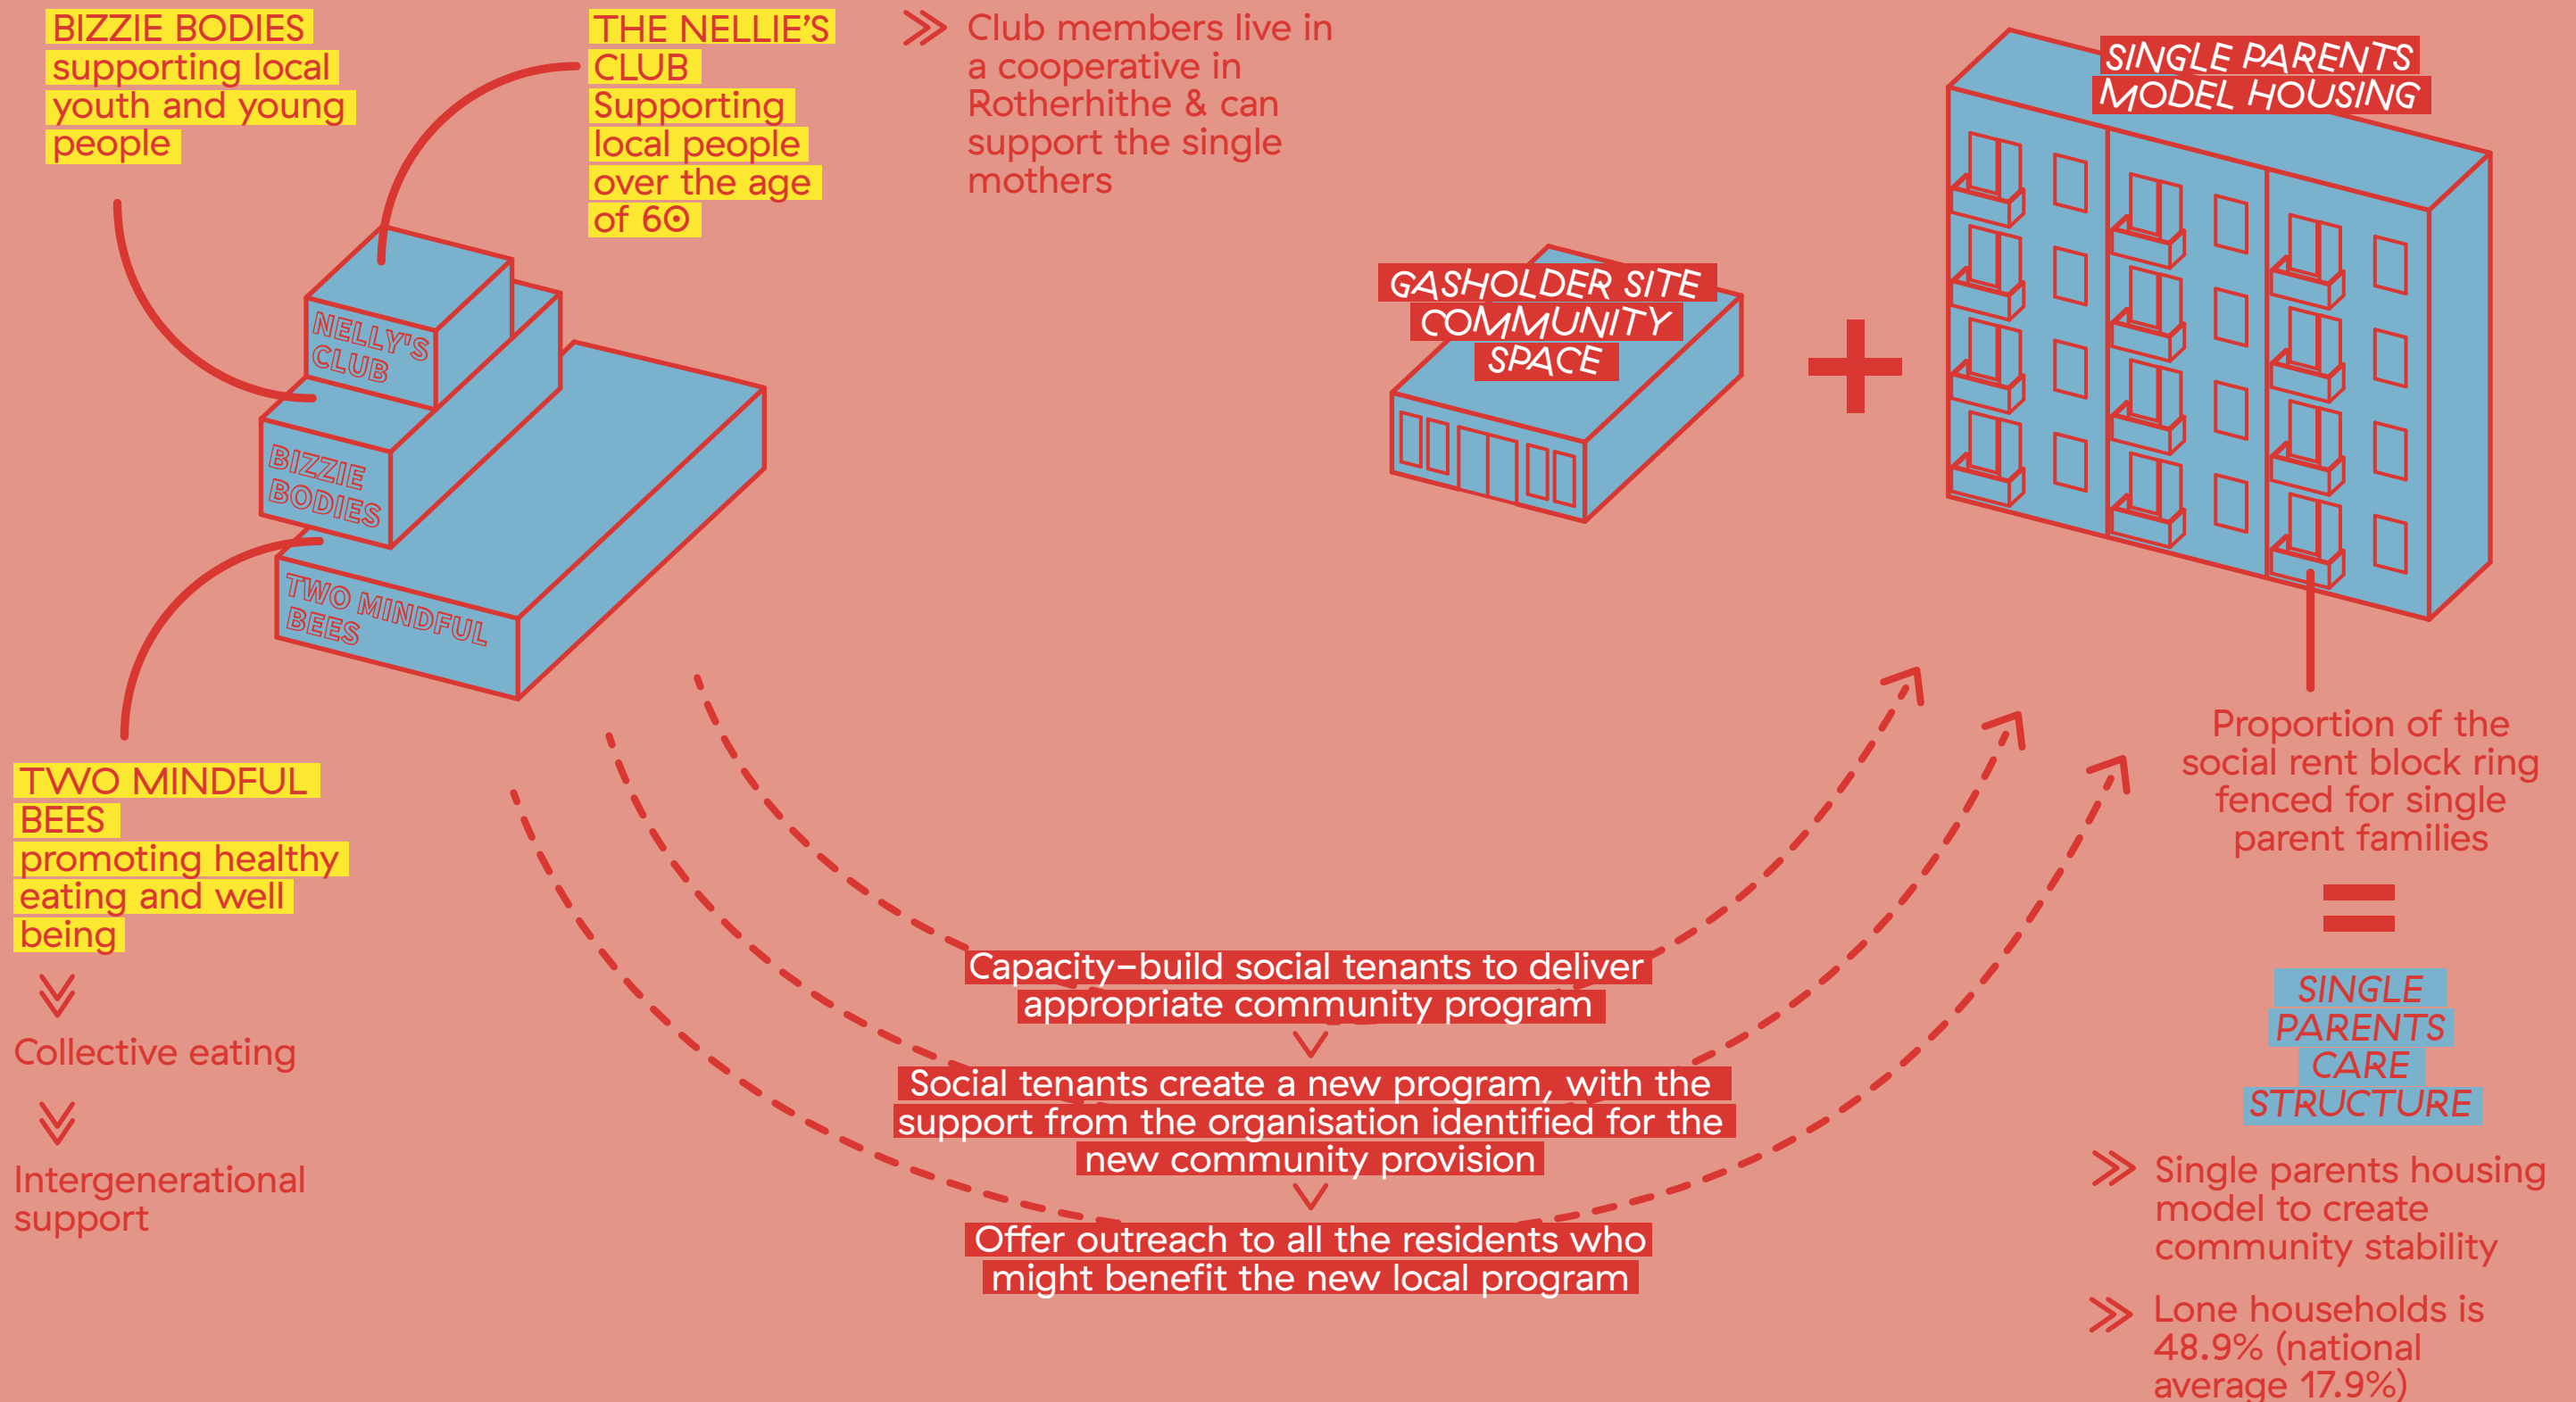 BIZZIE BODIES
supporting local
youth and young
people
THE NELLIE'S
CLUB
Supporting
local people
over the age
of 60
Club members live in
a cooperative in
Rotherhithe & can
support the single
mothers
NELLY'S
CLUB
BIZZIE
BODIES
TWO MINDFUL
BEES
TWO MINDFUL
BEES
promoting healthy
eating and well
being
Collective eating
Intergenerational
support
GASHOLDER SITE
COMMUNITY
SPACE
+
SINGLE PARENTS
MODEL HOUSING
Capacity-build social tenants to deliver
appropriate community program
Social tenants create a new program, with the
support from the organisation identified for the
new community provision
Offer outreach to all the residents who
might benefit the new local program
Proportion of the
social rent block ring
fenced for single
parent families
=
SINGLE
PARENTS
CARE
STRUCTURE
Single parents housing
model to create
community stability
Lone households is
48.9% (national
average 17.9%)